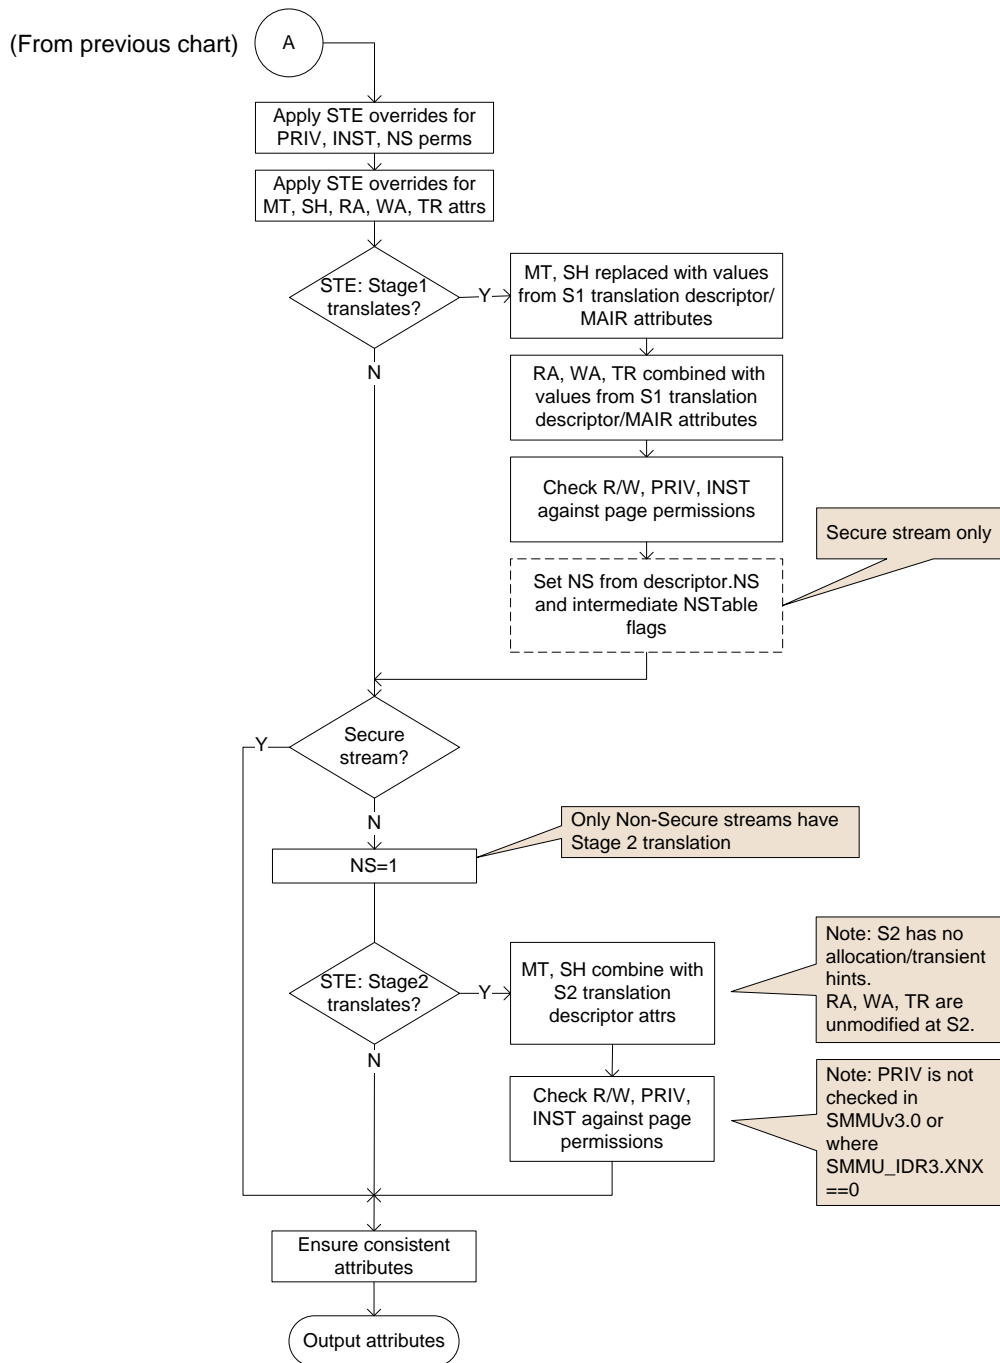 (From previous chart)
A
Apply STE overrides for
PRIV, INST, NS perms
Apply STE overrides for
MT, SH, RA, WA, TR attrs
STE: Stage1
translates?
Y
MT, SH replaced with values
from S1 translation descriptor/
MAIR attributes
N
RA, WA, TR combined with
values from S1 translation
descriptor/MAIR attributes
Check R/W, PRIV, INST
against page permissions
Secure stream only
Set NS from descriptor.NS
and intermediate NSTable
flags
Secure
stream?
Y
N
Only Non-Secure streams have
Stage 2 translation
NS=1
STE: Stage2
translates?
Y
MT, SH combine with
S2 translation
descriptor attrs
Note: S2 has no
allocation/transient
hints.
RA, WA, TR are
unmodified at S2.
N
Check R/W, PRIV,
INST against page
permissions
Note: PRIV is not
checked in
SMMUv3.0 or
where
SMMU_IDR3.XNX
==0
Ensure consistent
attributes
Output attributes